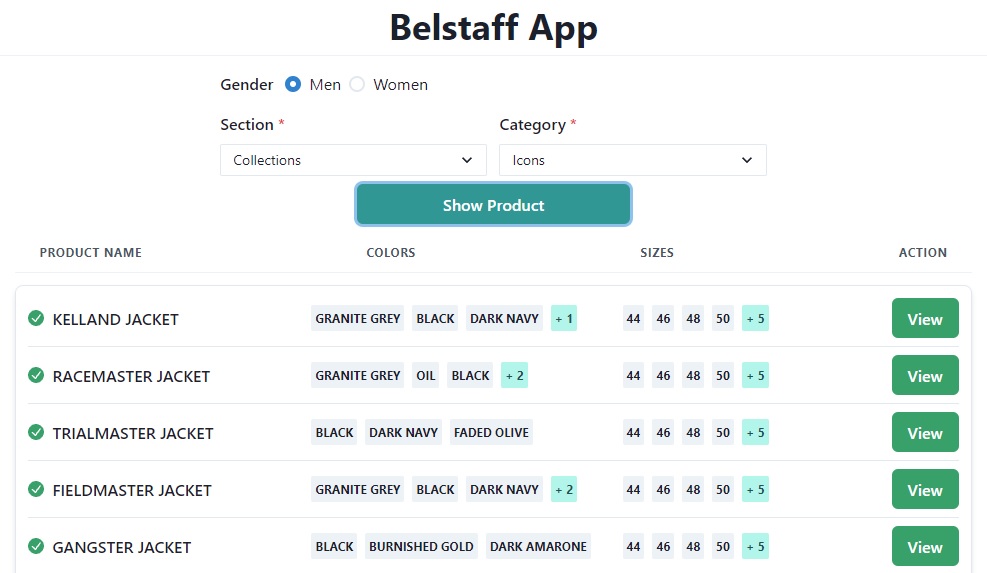 Belstaff App
Gender Men Women
Section * Category *
Collections Icons
Show Product
PRODUCT NAME COLORS SIZES ACTION
KELLAND JACKET GRANITE GREY BLACK DARK NAVY + 1 44 46 48 50 + 5 View
RACEMASTER JACKET GRANITE GREY OIL BLACK + 2 44 46 48 50 + 5 View
TRIALMASTER JACKET BLACK DARK NAVY FADED OLIVE 44 46 48 50 + 5 View
FIELDMASTER JACKET GRANITE GREY BLACK DARK NAVY + 2 44 46 48 50 + 5 View
GANGSTER JACKET BLACK BURNISHED GOLD DARK AMARONE 44 46 48 50 + 5 View